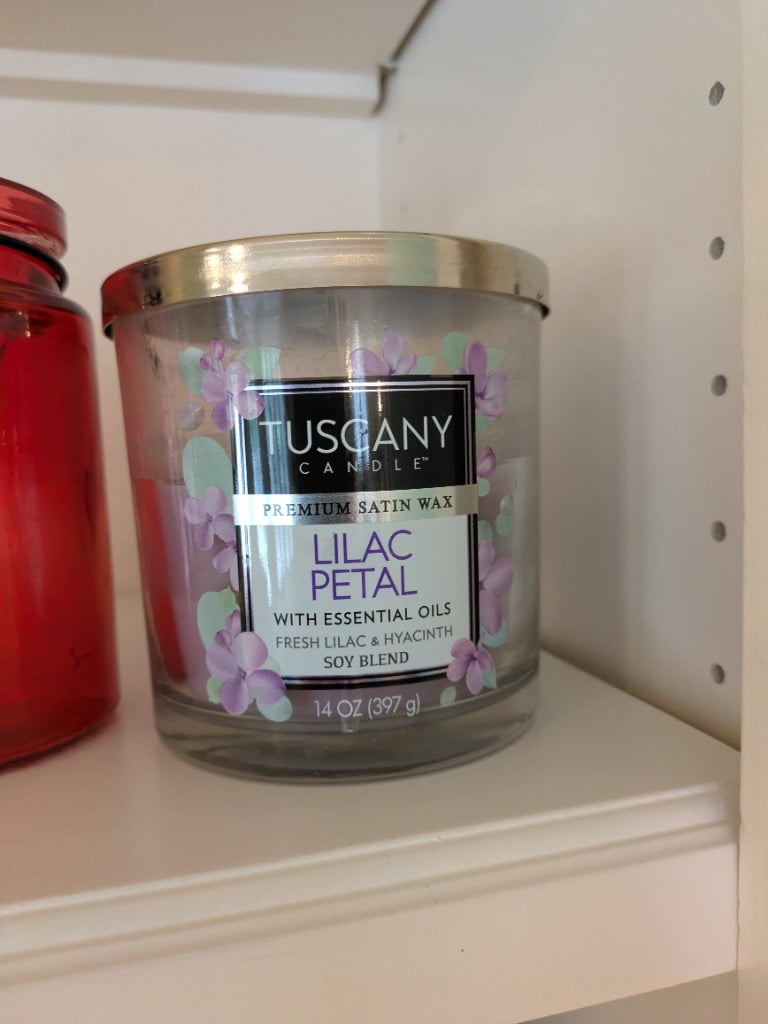 TUSCANY
CANDLE™
PREMIUM SATIN WAX
LILAC
PETAL
WITH ESSENTIAL OILS
FRESH LILAC & HYACINTH
SOY BLEND
14 OZ (397 g)